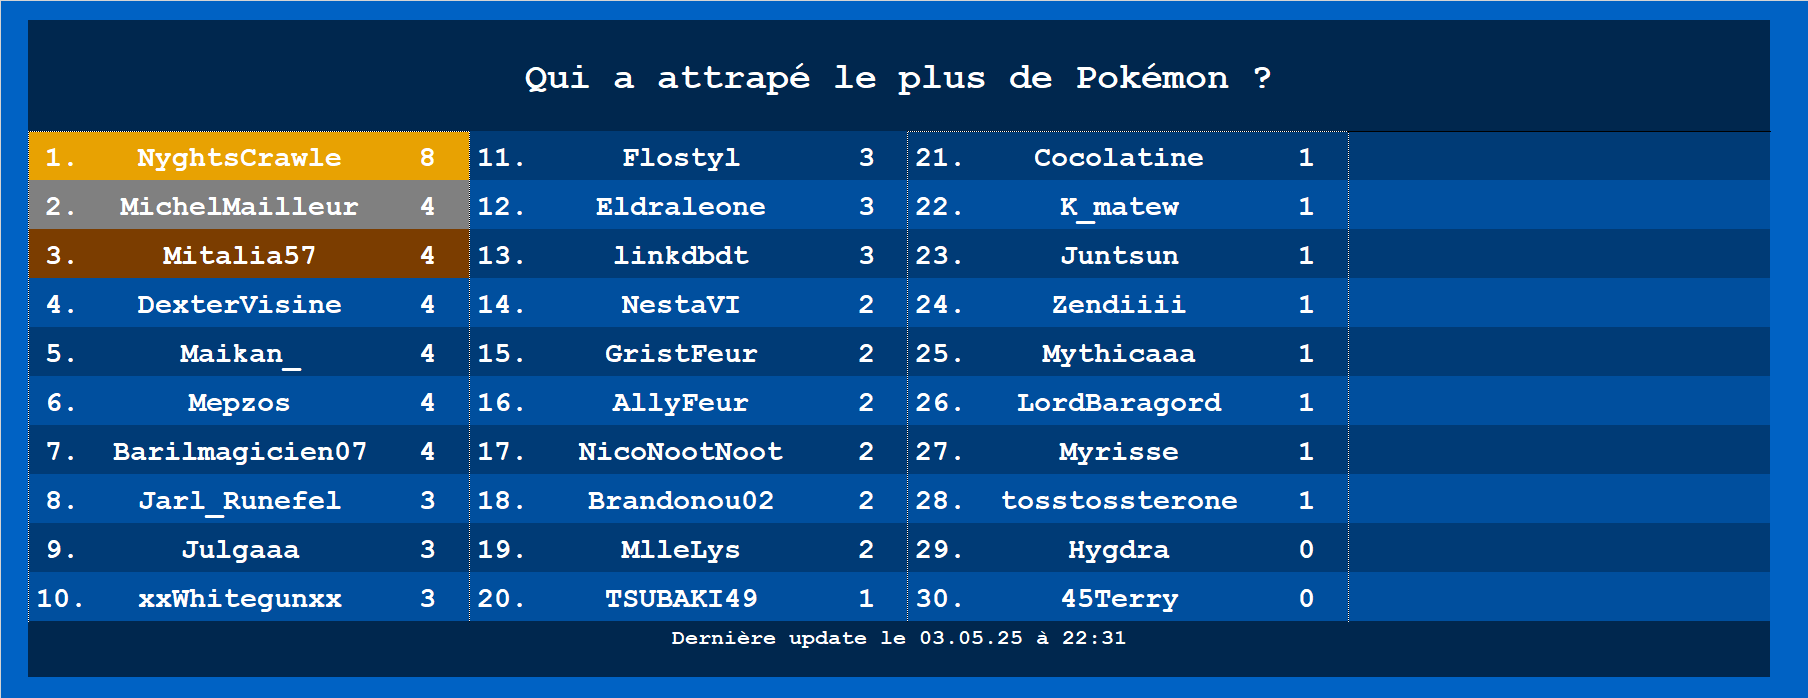 Qui a attrapé le plus de Pokémon ?
1. NyghtsCrawle 8
2. MichelMailleur 4
3. Mitalia57 4
4. DexterVisine 4
5. Maikan_ 4
6. Mepzos 4
7. Barilmagicien07 4
8. Jarl_Runefel 3
9. Julgaaa 3
10. xxWhitegunxx 3
11. Flostyl 3
12. Eldraleone 3
13. linkdbdt 3
14. NestaVI 2
15. GristFeur 2
16. AllyFeur 2
17. NicoNootNoot 2
18. Brandonou02 2
19. MlleLys 2
20. TSUBAKI49 1
21. Cocolatine 1
22. K_matew 1
23. Juntsun 1
24. Zendiiii 1
25. Mythicaaa 1
26. LordBaragord 1
27. Myrisse 1
28. tosstossterone 1
29. Hygdra 0
30. 45Terry 0
Dernière update le 03.05.25 à 22:31